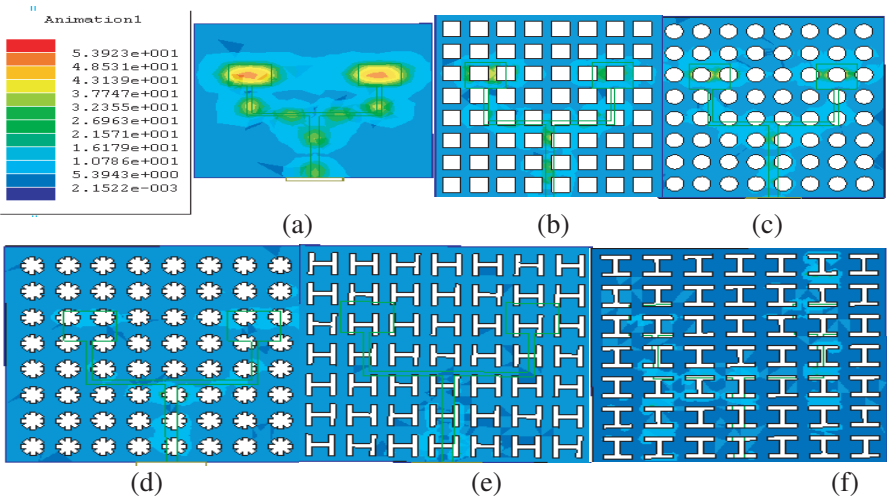 Animation1
5.3923e+001
4.8531e+001
4.3139e+001
3.7747e+001
3.2355e+001
2.6963e+001
2.1571e+001
1.6179e+001
1.0786e+001
5.3943e+000
2.1522e-003
(a)
(b)
(c)
(d)
(e)
(f)